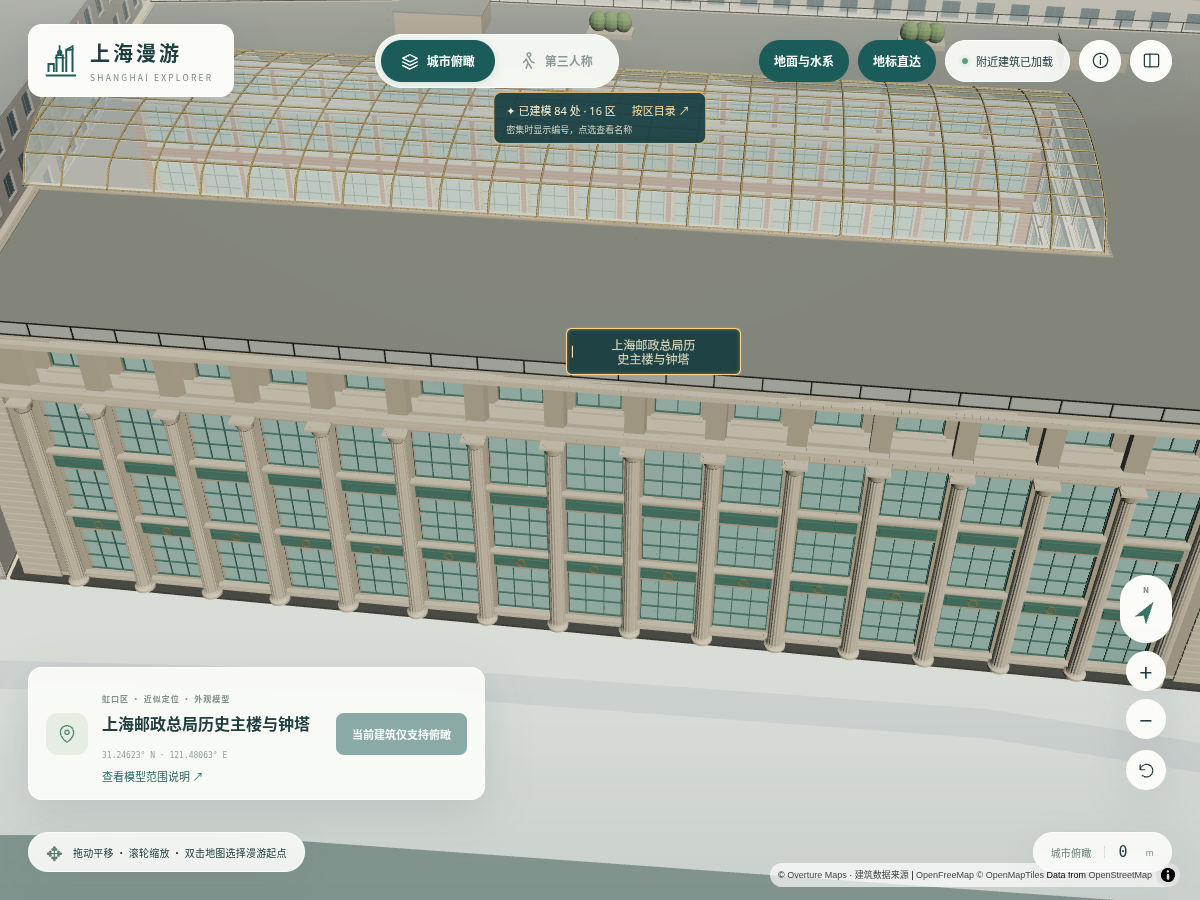 上海漫游
SHANGHAI EXPLORER
城市俯瞰
第三人称
地面与水系
地标直达
附近建筑已加载
✦ 已建模 84 处 · 16 区 按区目录 ↗
密集时显示编号，点选查看名称
上海邮政总局历
史主楼与钟塔
N
+
−
虹口区 • 近似定位 • 外观模型
上海邮政总局历史主楼与钟塔
31.24623° N · 121.48063° E
查看模型范围说明 ↗
当前建筑仅支持俯瞰
拖动平移 • 滚轮缩放 • 双击地图选择漫游起点
城市俯瞰 0 m
© Overture Maps · 建筑数据来源 | OpenFreeMap © OpenMapTiles Data from OpenStreetMap